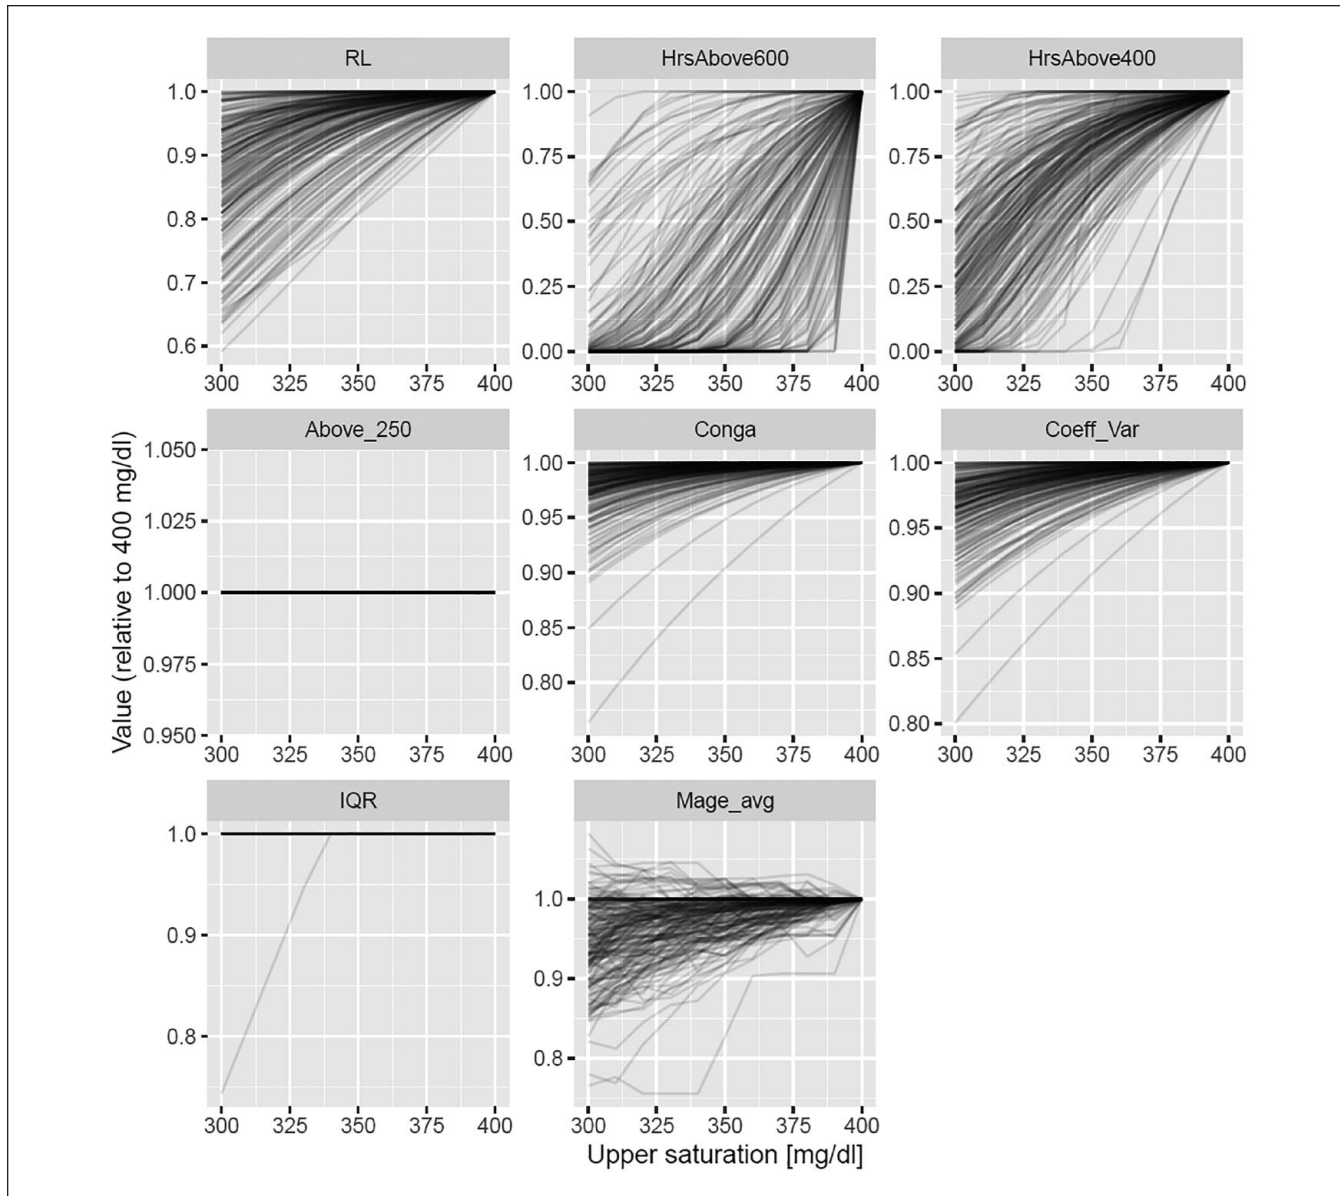 RL HrsAbove600 HrsAbove400
1.0 1.00 1.00
0.9 0.75 0.75
0.8 0.50 0.50
0.7 0.25 0.25
0.6 0.00 0.00
300 325 350 375 400 300 325 350 375 400 300 325 350 375 400
Above_250 Conga Coeff_Var
1.050 1.00 1.00
1.025 0.95 0.95
1.000 0.90 0.90
0.975 0.85 0.85
0.950 0.80 0.80
300 325 350 375 400 300 325 350 375 400 300 325 350 375 400
Value (relative to 400 mg/dl)
IQR Mage_avg
1.0 1.0
0.9 0.9
0.8 0.8
300 325 350 375 400 300 325 350 375 400
Upper saturation [mg/dl]